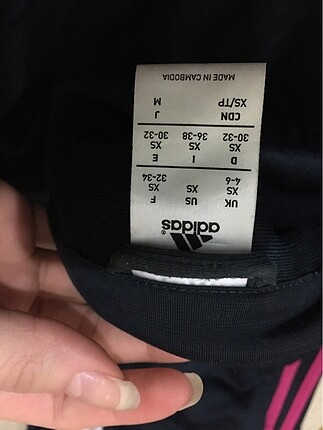 adidas®
UK US F
4-6 XS 32-34
XS XS
D I E
30-32 36-38 30-32
XS XS XS
CDN J
XS/TP M
MADE IN CAMBODIA